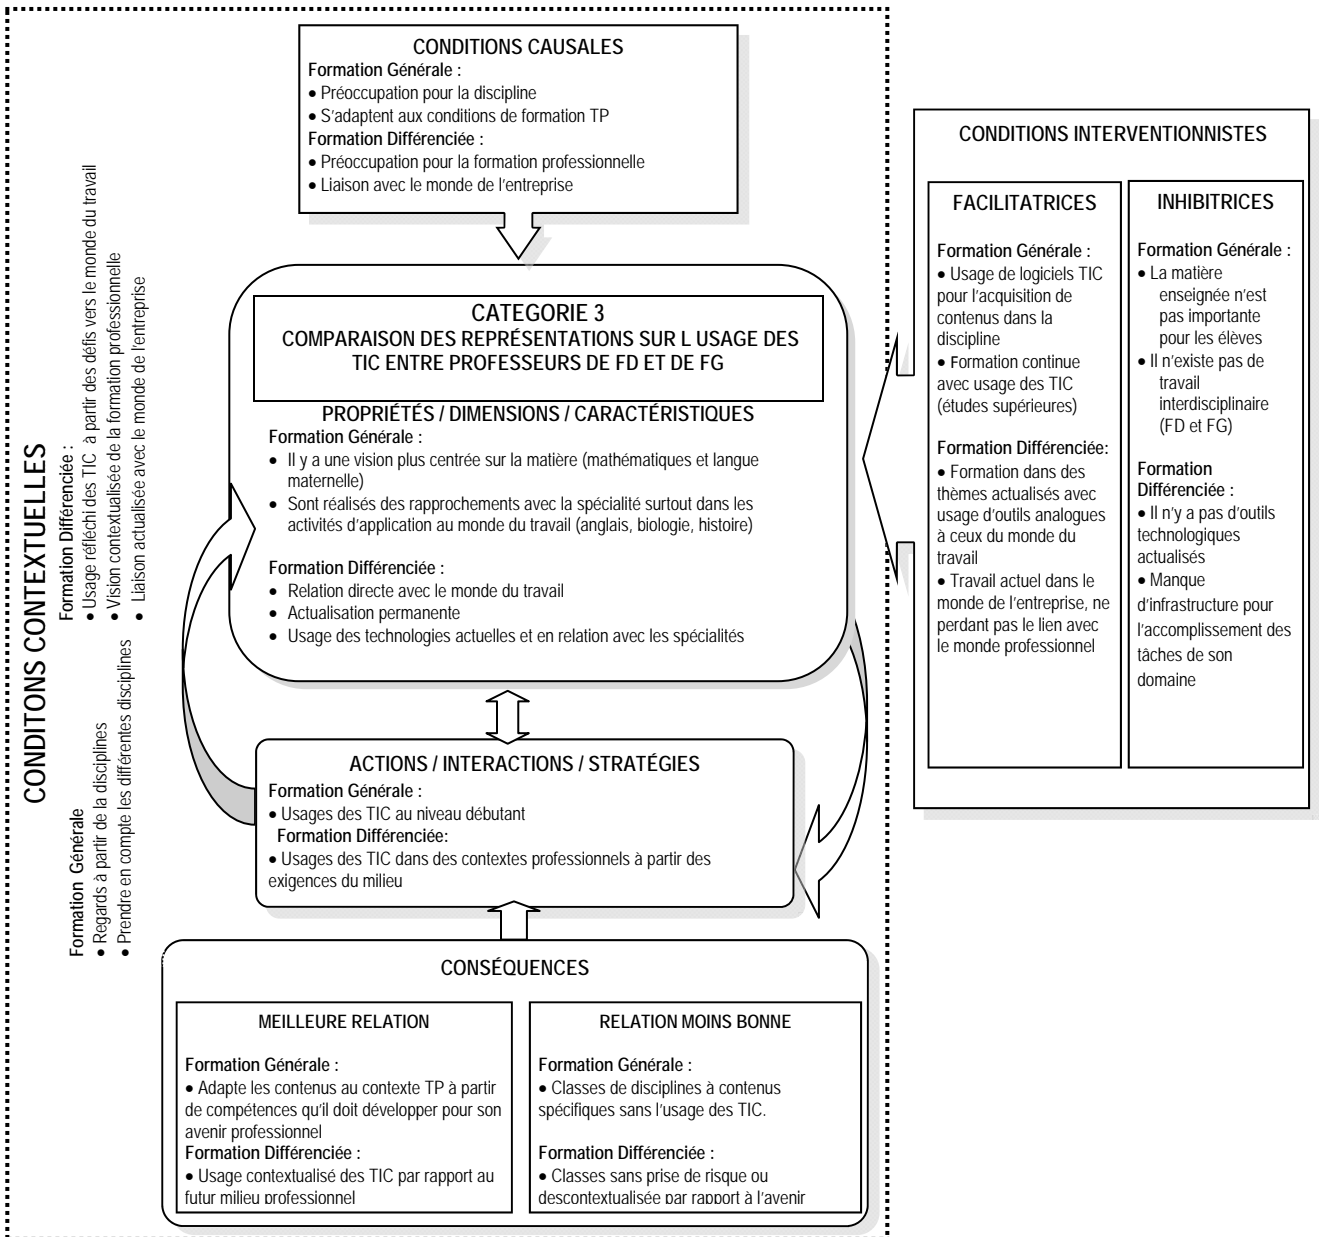 CONDITIONS CAUSALES
Formation Générale :
• Préoccupation pour la discipline
• S'adaptent aux conditions de formation TP
Formation Différenciée :
• Préoccupation pour la formation professionnelle
• Liaison avec le monde de l'entreprise
CATEGORIE 3
COMPARAISON DES REPRÉSENTATIONS SUR L USAGE DES
TIC ENTRE PROFESSEURS DE FD ET DE FG
PROPRIÉTÉS / DIMENSIONS / CARACTÉRISTIQUES
Formation Générale :
• Il y a une vision plus centrée sur la matière (mathématiques et langue
maternelle)
• Sont réalisés des rapprochements avec la spécialité surtout dans les
activités d'application au monde du travail (anglais, biologie, histoire)
Formation Différenciée :
• Relation directe avec le monde du travail
• Actualisation permanente
• Usage des technologies actuelles et en relation avec les spécialités
ACTIONS / INTERACTIONS / STRATÉGIES
Formation Générale :
• Usages des TIC au niveau débutant
Formation Différenciée:
• Usages des TIC dans des contextes professionnels à partir des
exigences du milieu
CONSÉQUENCES
MEILLEURE RELATION
Formation Générale :
• Adapte les contenus au contexte TP à partir
de compétences qu'il doit développer pour son
avenir professionnel
Formation Différenciée :
• Usage contextualisé des TIC par rapport au
futur milieu professionnel
RELATION MOINS BONNE
Formation Générale :
• Classes de disciplines à contenus
spécifiques sans l'usage des TIC.
Formation Différenciée :
• Classes sans prise de risque ou
descontextualisée par rapport à l'avenir
CONDITONS CONTEXTUELLES
Formation Générale
• Regards à partir de la disciplines
• Prendre en compte les différentes disciplines
Formation Différenciée :
• Usage réfléchi des TIC à partir des défis vers le monde du travail
• Vision contextualisée de la formation professionnelle
• Liaison actualisée avec le monde de l'entreprise
CONDITIONS INTERVENTIONNISTES
FACILITATRICES
Formation Générale :
• Usage de logiciels TIC
pour l'acquisition de
contenus dans la
discipline
• Formation continue
avec usage des TIC
(études supérieures)
Formation Différenciée:
• Formation dans des
thèmes actualisés avec
usage d'outils analogues
à ceux du monde du
travail
• Travail actuel dans le
monde de l'entreprise, ne
perdant pas le lien avec
le monde professionnel
INHIBITRICES
Formation Générale :
• La matière
enseignée n'est
pas importante
pour les élèves
• Il n'existe pas de
travail
interdisciplinaire
(FD et FG)
Formation
Différenciée :
• Il n'y a pas d'outils
technologiques
actualisés
• Manque
d'infrastructure pour
l'accomplissement des
tâches de son
domaine